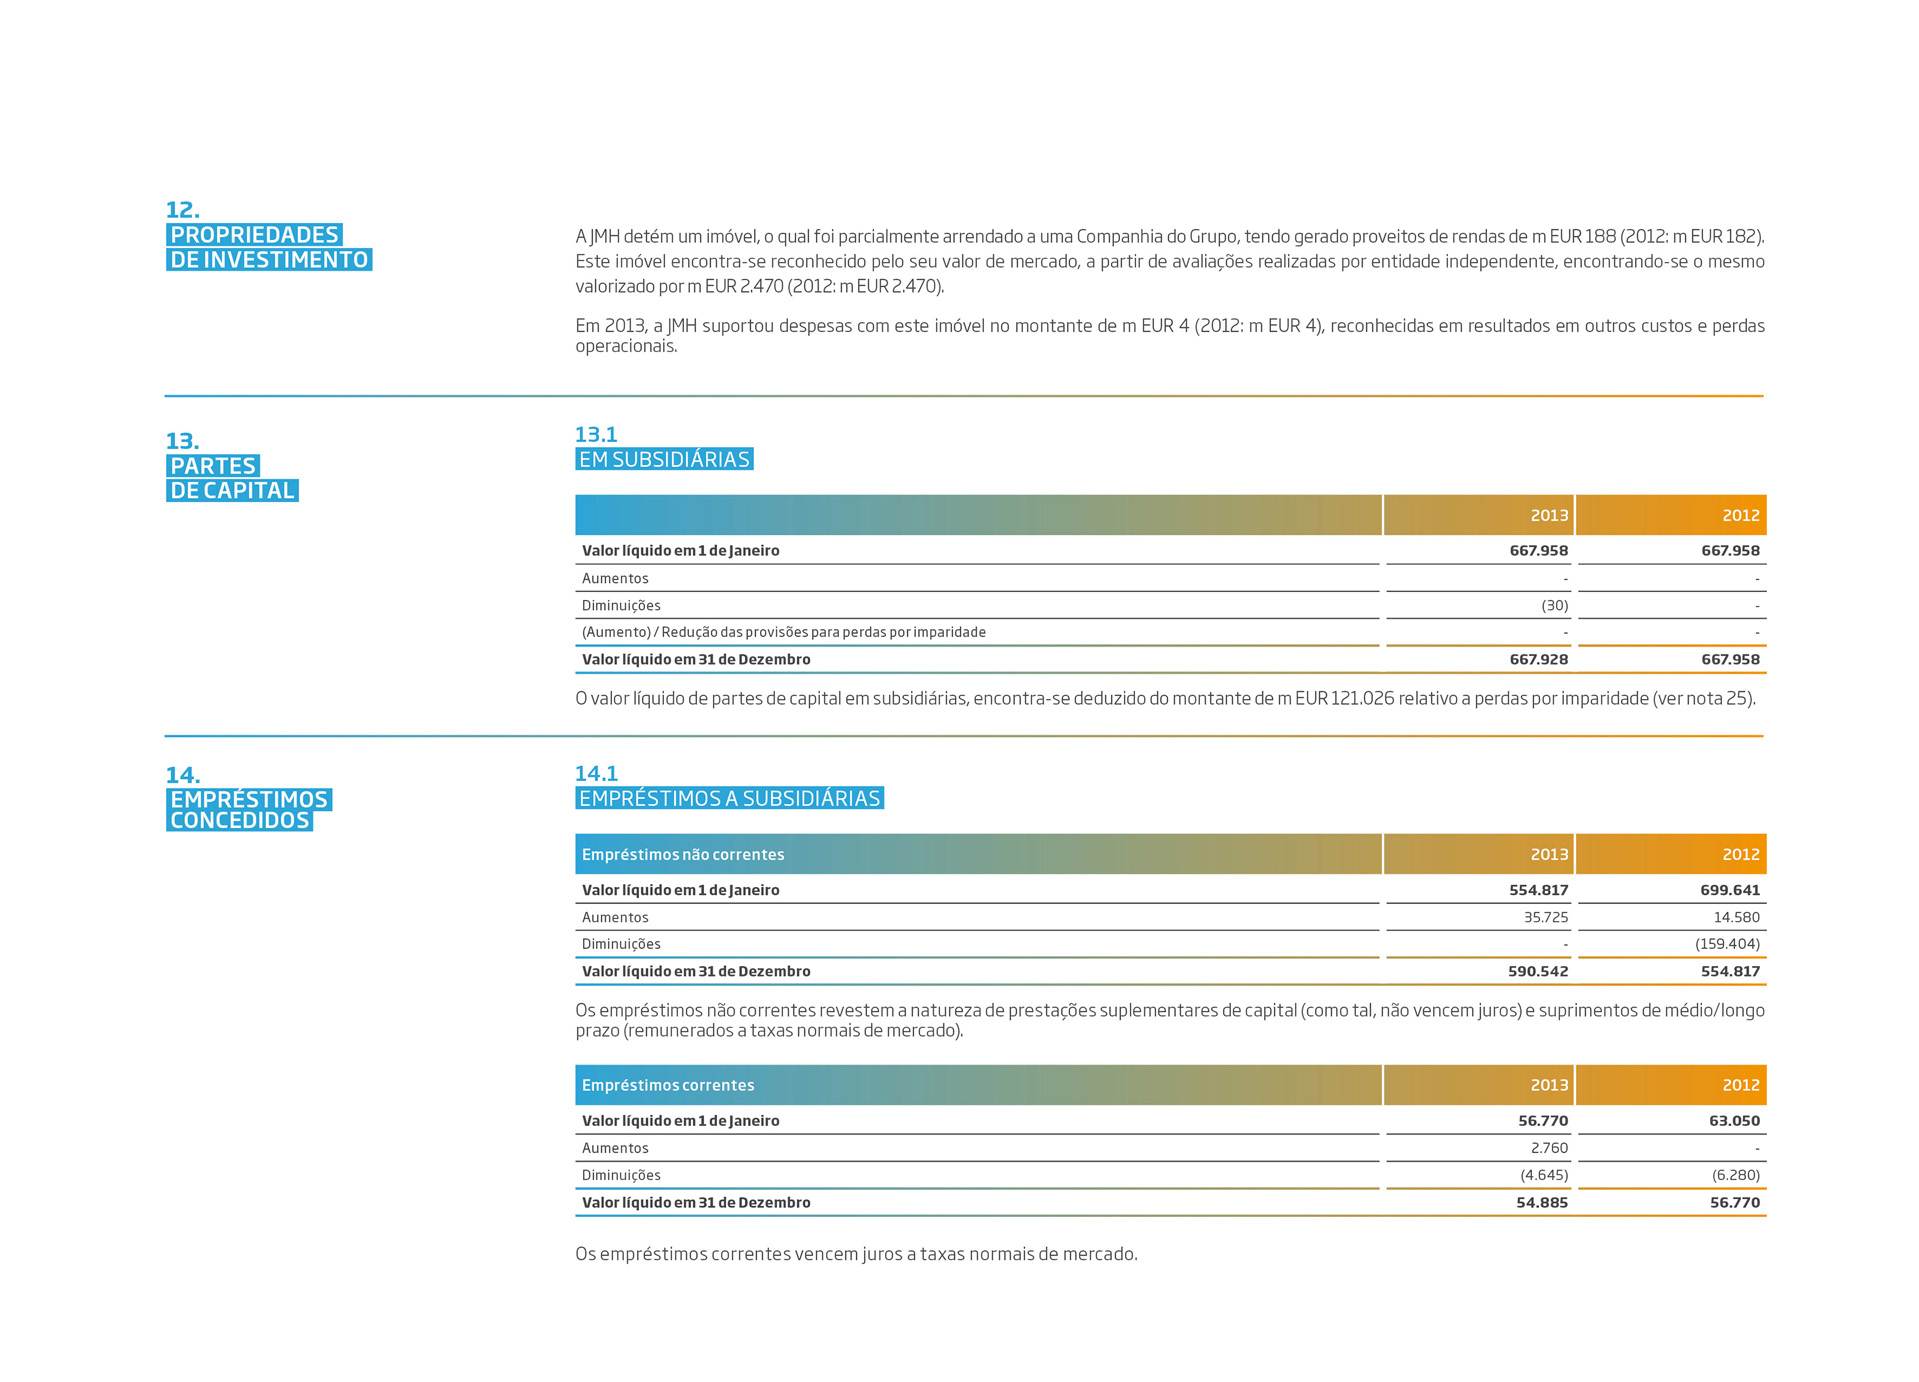 12.
PROPRIEDADES
DE INVESTIMENTO
A JMH detém um imóvel, o qual foi parcialmente arrendado a uma Companhia do Grupo, tendo gerado proveitos de rendas de m EUR 188 (2012: m EUR 182).
Este imóvel encontra-se reconhecido pelo seu valor de mercado, a partir de avaliações realizadas por entidade independente, encontrando-se o mesmo
valorizado por m EUR 2.470 (2012: m EUR 2.470).
Em 2013, a JMH suportou despesas com este imóvel no montante de m EUR 4 (2012: m EUR 4), reconhecidas em resultados em outros custos e perdas
operacionais.
13.
PARTES
DE CAPITAL
13.1
EM SUBSIDIÁRIAS
2013 2012
Valor líquido em 1 de Janeiro 667.958 667.958
Aumentos - -
Diminuições (30) -
(Aumento) / Redução das provisões para perdas por imparidade - -
Valor líquido em 31 de Dezembro 667.928 667.958
O valor líquido de partes de capital em subsidiárias, encontra-se deduzido do montante de m EUR 121.026 relativo a perdas por imparidade (ver nota 25).
14.
EMPRÉSTIMOS
CONCEDIDOS
14.1
EMPRÉSTIMOS A SUBSIDIÁRIAS
Empréstimos não correntes 2013 2012
Valor líquido em 1 de Janeiro 554.817 699.641
Aumentos 35.725 14.580
Diminuições - (159.404)
Valor líquido em 31 de Dezembro 590.542 554.817
Os empréstimos não correntes revestem a natureza de prestações suplementares de capital (como tal, não vencem juros) e suprimentos de médio/longo
prazo (remunerados a taxas normais de mercado).
Empréstimos correntes 2013 2012
Valor líquido em 1 de Janeiro 56.770 63.050
Aumentos 2.760 -
Diminuições (4.645) (6.280)
Valor líquido em 31 de Dezembro 54.885 56.770
Os empréstimos correntes vencem juros a taxas normais de mercado.